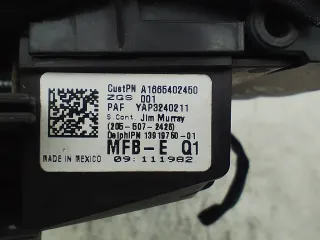 CustPN A1665402450
ZGS 001
PAF YAP3240211
S.Cont. Jim Murray
(205-507-2426)
DelphiPN 13919750-01
MFB-E Q1
MADE IN MEXICO 09: 111982